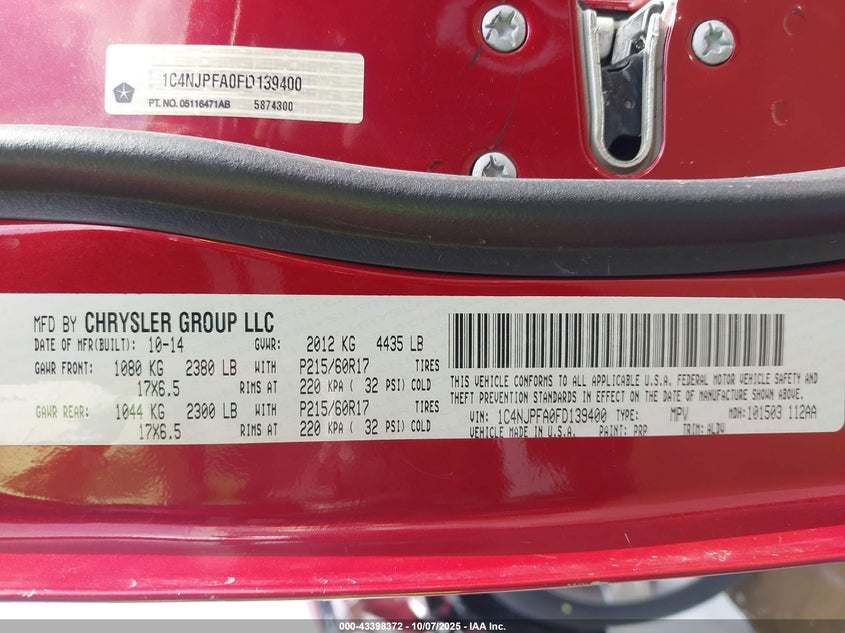 1C4NJPFA0FD139400
PT. NO. 05116471AB 5874300
MFD BY CHRYSLER GROUP LLC
DATE OF MFR(BUILT): 10-14 GVWR: 2012 KG 4435 LB
GAWR FRONT: 1080 KG 2380 LB WITH P215/60R17 TIRES
17X6.5 RIMS AT 220 KPA ( 32 PSI) COLD
GAWR REAR: 1044 KG 2300 LB WITH P215/60R17 TIRES
17X6.5 RIMS AT 220 KPA ( 32 PSI) COLD
THIS VEHICLE CONFORMS TO ALL APPLICABLE U.S.A. FEDERAL MOTOR VEHICLE SAFETY AND
THEFT PREVENTION STANDARDS IN EFFECT ON THE DATE OF MANUFACTURE SHOWN ABOVE.
VIN: 1C4NJPFA0FD139400 TYPE: MPV MDH:101503 112AA
VEHICLE MADE IN U.S.A. PAINT: PRP TRIM: ALDV
000-43398372 - 10/07/2025 - IAA Inc.